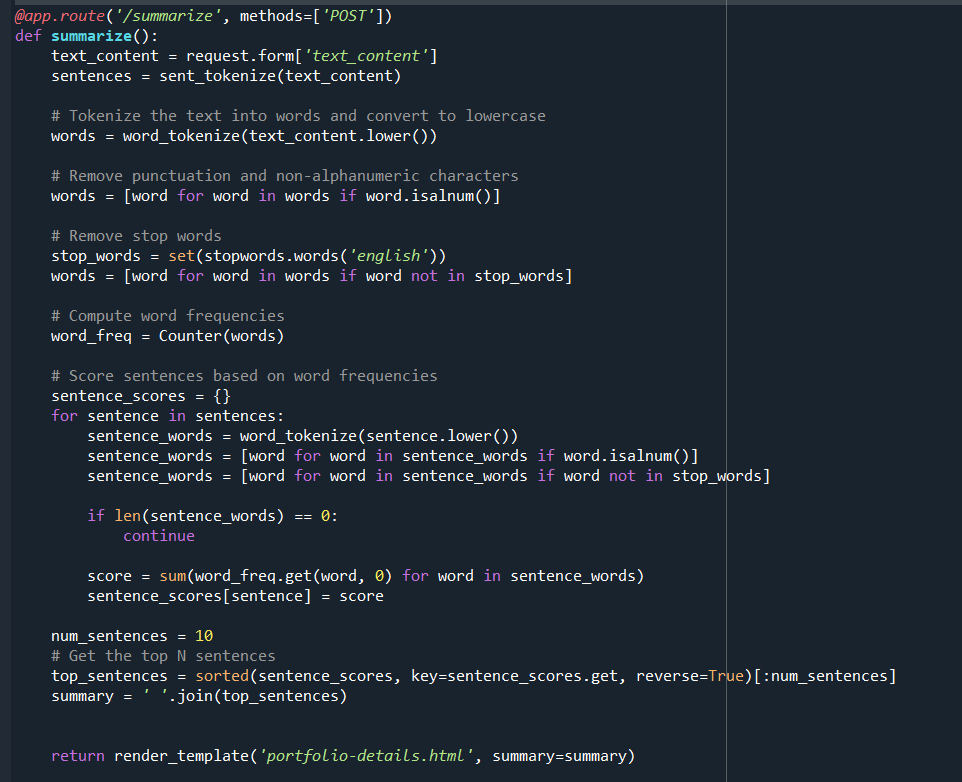 @app.route('/summarize', methods=['POST'])
def summarize():
    text_content = request.form['text_content']
    sentences = sent_tokenize(text_content)

    # Tokenize the text into words and convert to lowercase
    words = word_tokenize(text_content.lower())

    # Remove punctuation and non-alphanumeric characters
    words = [word for word in words if word.isalnum()]

    # Remove stop words
    stop_words = set(stopwords.words('english'))
    words = [word for word in words if word not in stop_words]

    # Compute word frequencies
    word_freq = Counter(words)

    # Score sentences based on word frequencies
    sentence_scores = {}
    for sentence in sentences:
        sentence_words = word_tokenize(sentence.lower())
        sentence_words = [word for word in sentence_words if word.isalnum()]
        sentence_words = [word for word in sentence_words if word not in stop_words]

        if len(sentence_words) == 0:
            continue

        score = sum(word_freq.get(word, 0) for word in sentence_words)
        sentence_scores[sentence] = score

    num_sentences = 10
    # Get the top N sentences
    top_sentences = sorted(sentence_scores, key=sentence_scores.get, reverse=True)[:num_sentences]
    summary = ' '.join(top_sentences)


    return render_template('portfolio-details.html', summary=summary)